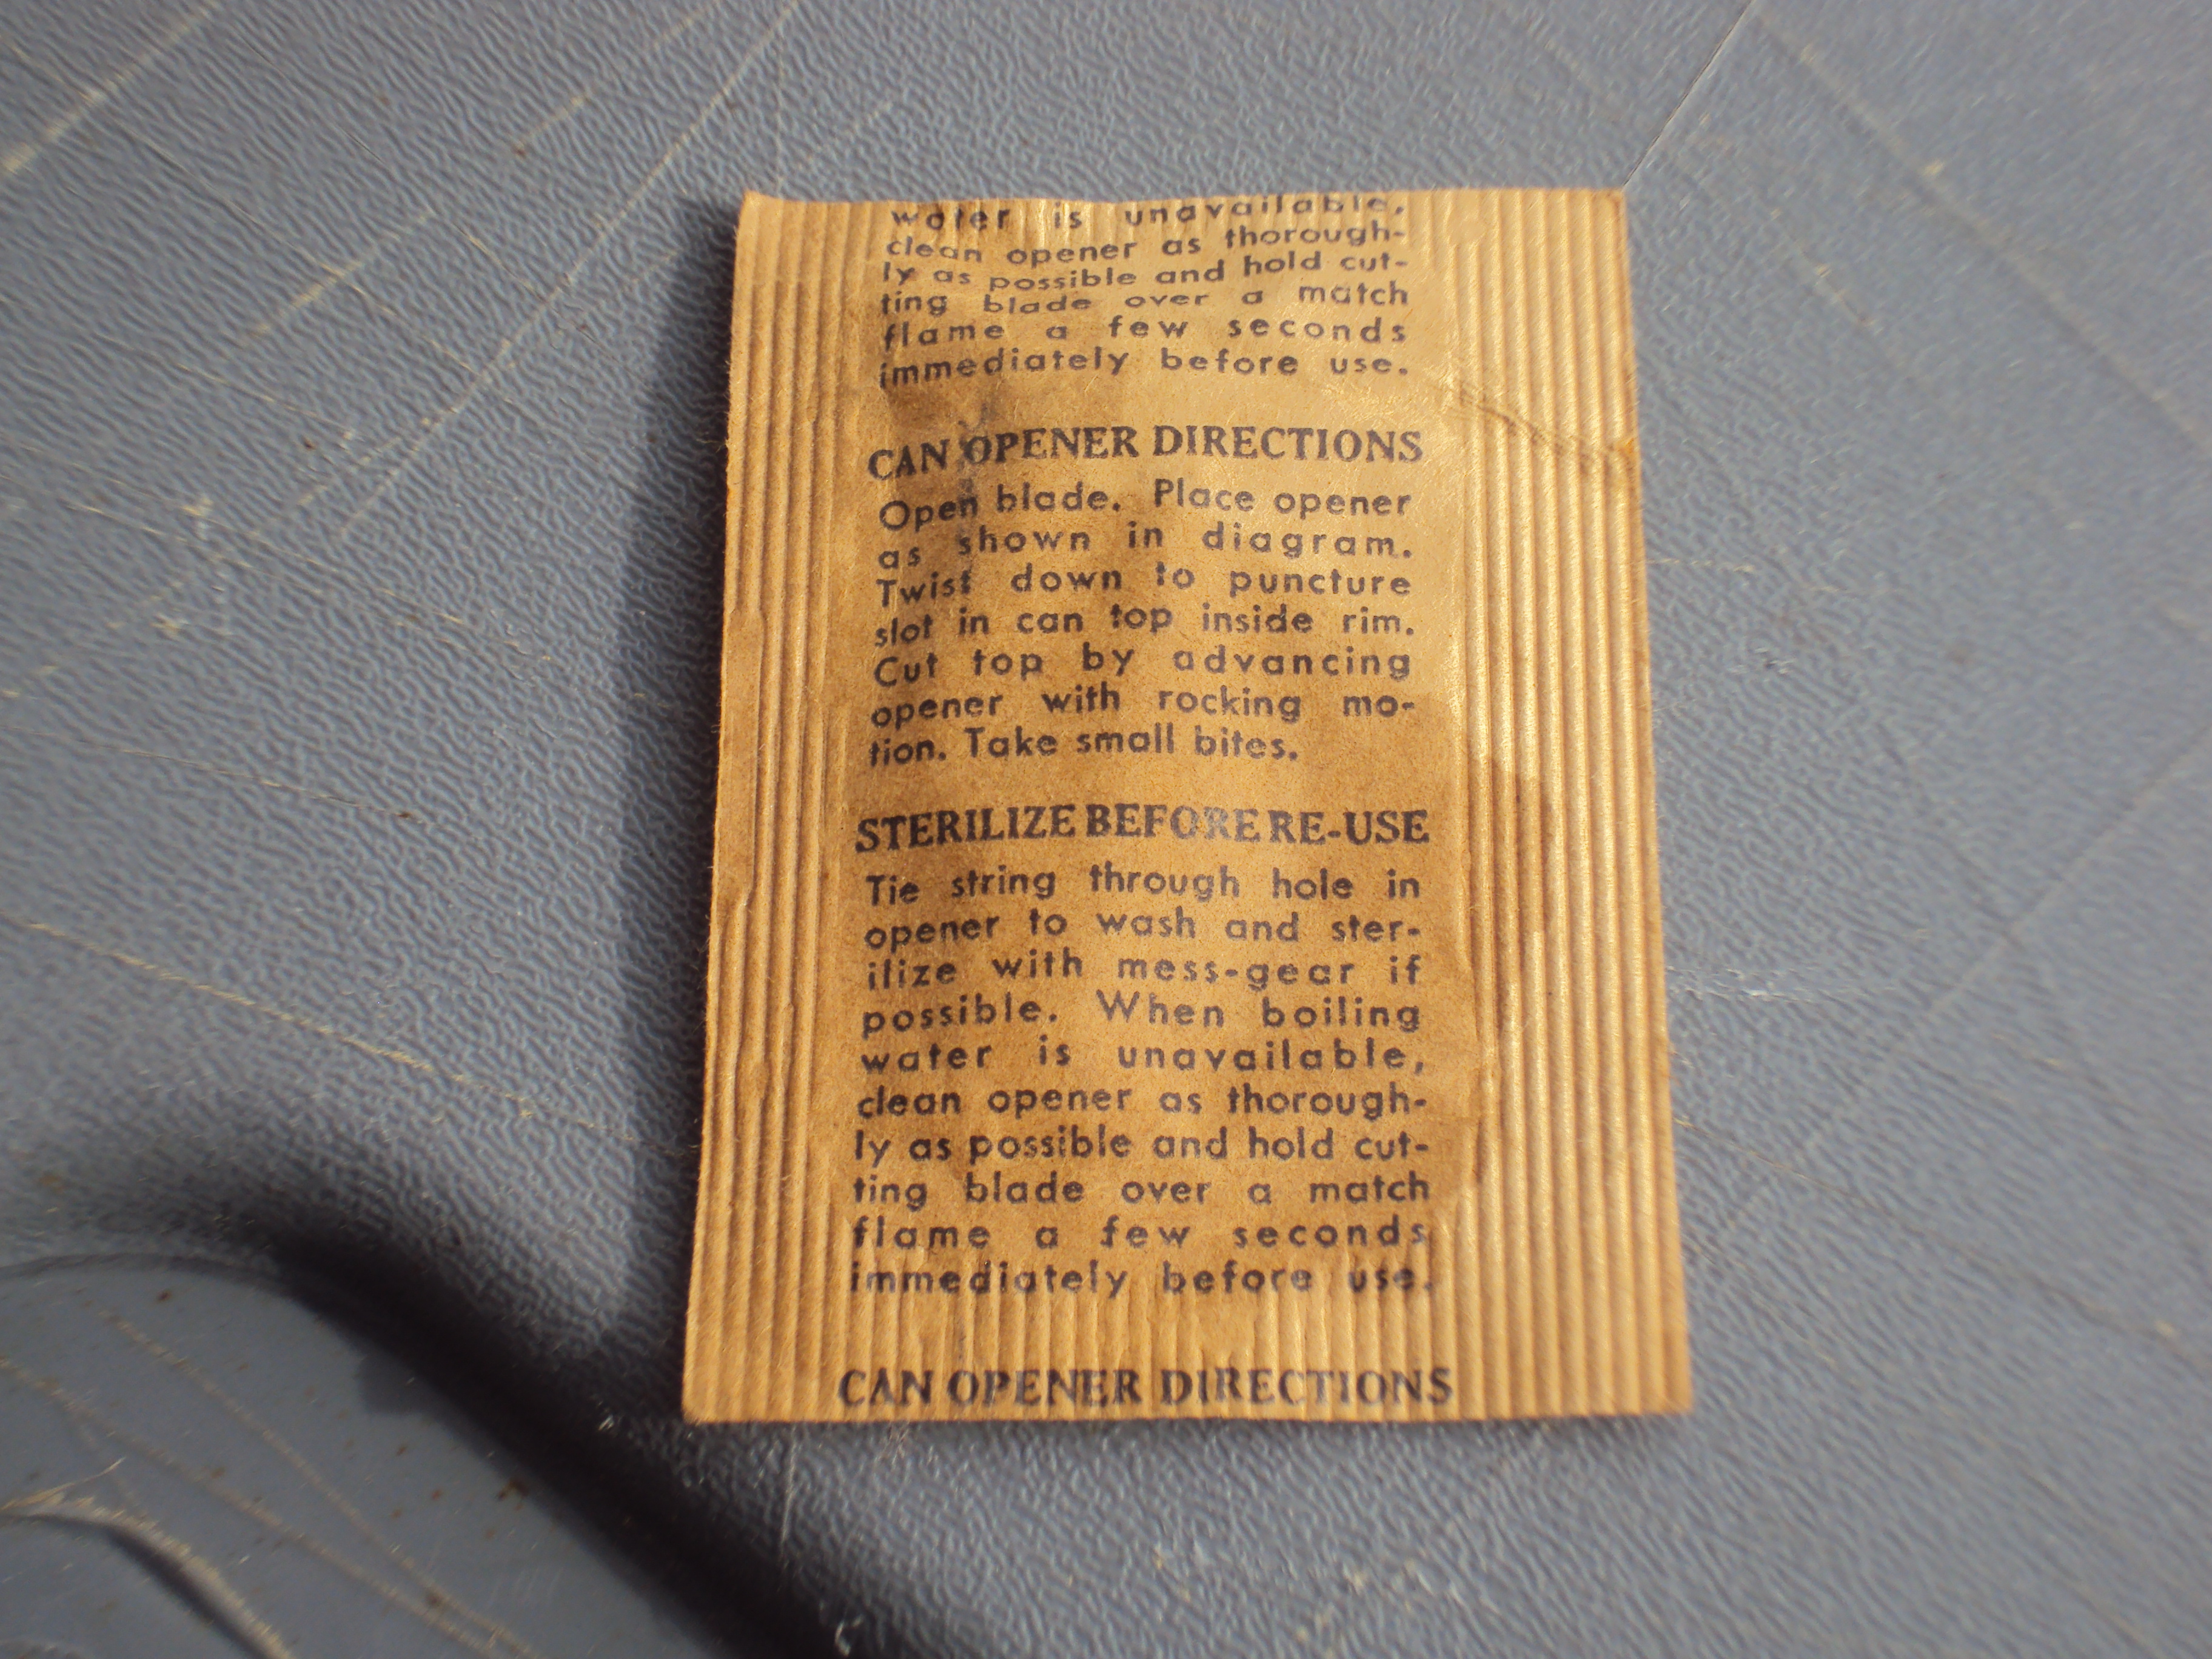 water is unavailable,
clean opener as thorough-
ly as possible and hold cut-
ting blade over a match
flame a few seconds
immediately before use.
CAN OPENER DIRECTIONS
Open blade. Place opener
as shown in diagram.
Twist down to puncture
slot in can top inside rim.
Cut top by advancing
opener with rocking mo-
tion. Take small bites.
STERILIZE BEFORE RE-USE
Tie string through hole in
opener to wash and ster-
ilize with mess-gear if
possible. When boiling
water is unavailable,
clean opener as thorough-
ly as possible and hold cut-
ting blade over a match
flame a few seconds
immediately before use.
CAN OPENER DIRECTIONS